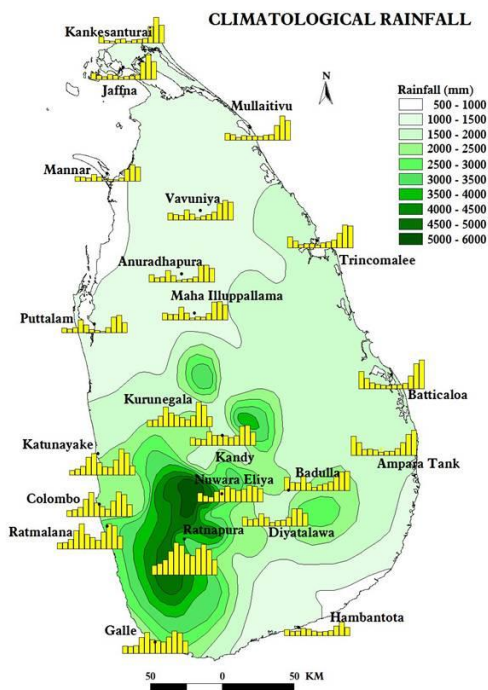 CLIMATOLOGICAL RAINFALL
Kankesanturai
Jaffna
N
Rainfall (mm)
500 - 1000
1000 - 1500
1500 - 2000
2000 - 2500
2500 - 3000
3000 - 3500
3500 - 4000
4000 - 4500
4500 - 5000
5000 - 6000
Mullaitivu
Mannar
Vavuniya
Trincomalee
Anuradhapura
Maha Illuppallama
Puttalam
Batticaloa
Kurunegala
Katunayake
Kandy
Ampara Tank
Nuwara Eliya
Badulla
Colombo
Ratmalana
Ratnapura
Diyatalawa
Hambantota
Galle
50 0 50 KM